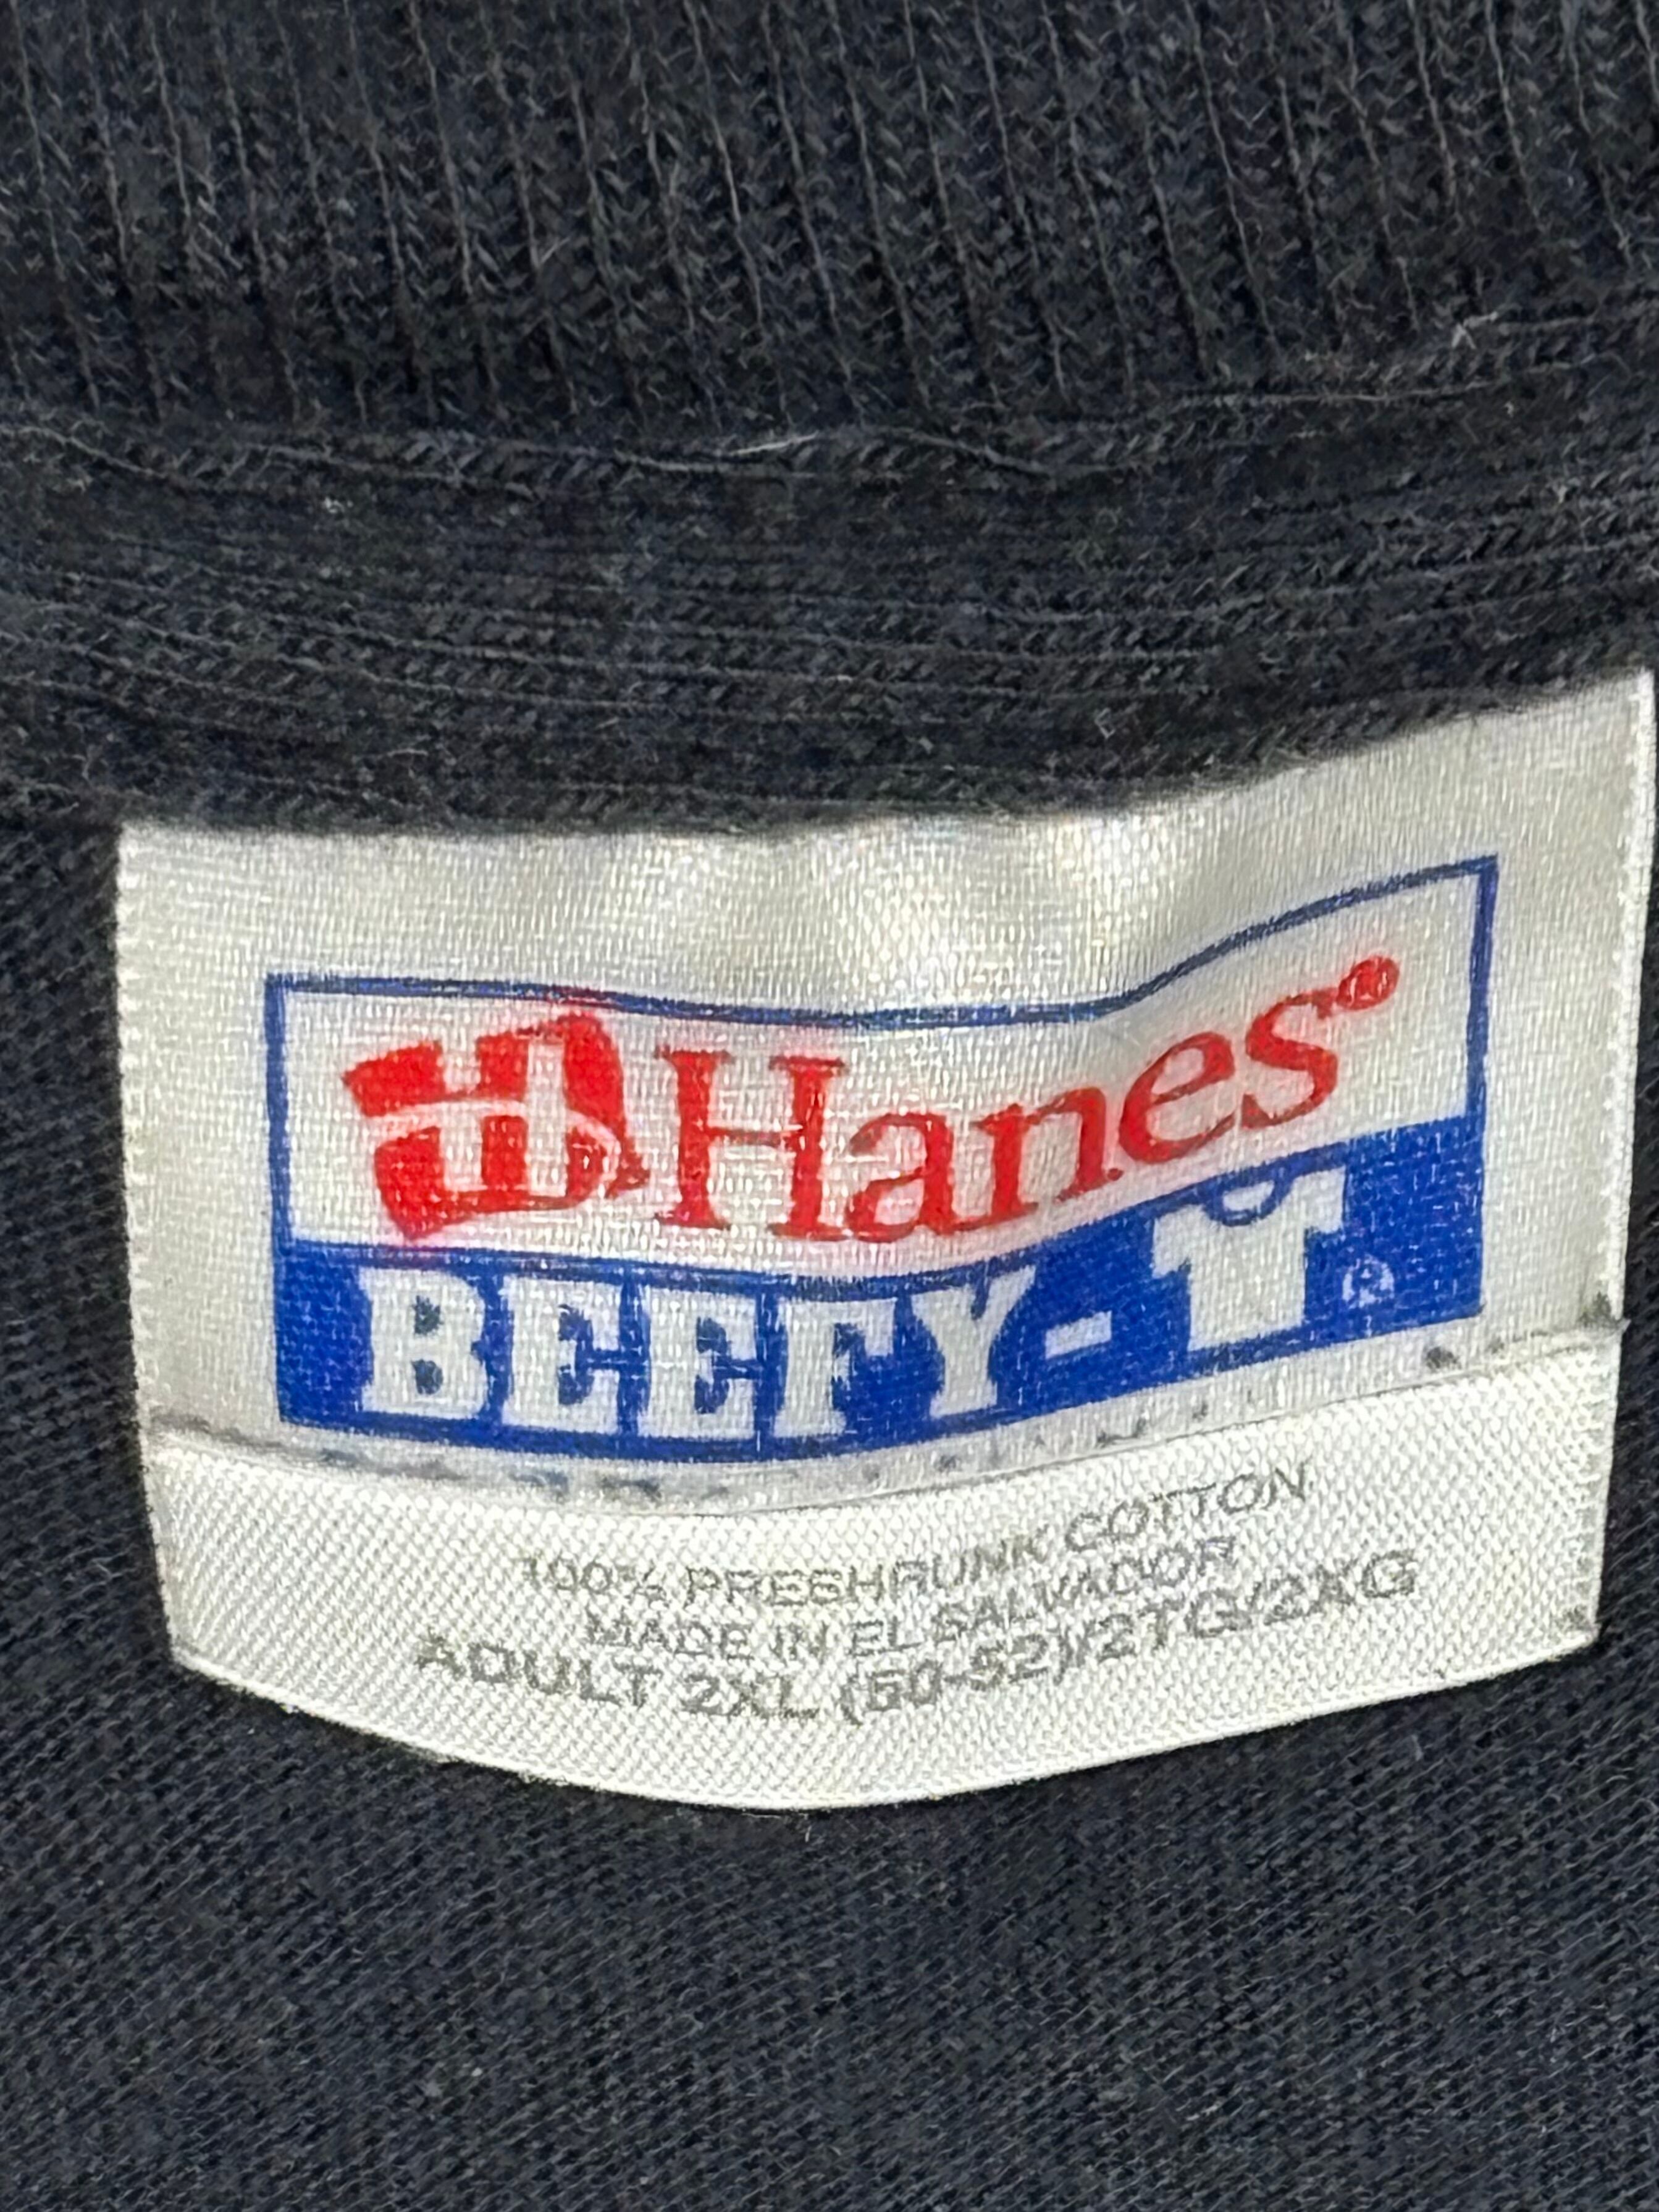 Hanes®
BEEFY-T®
100% PRESHRUNK COTTON
MADE IN EL SALVADOR
ADULT 2XL (50-52)/2TG/2XG